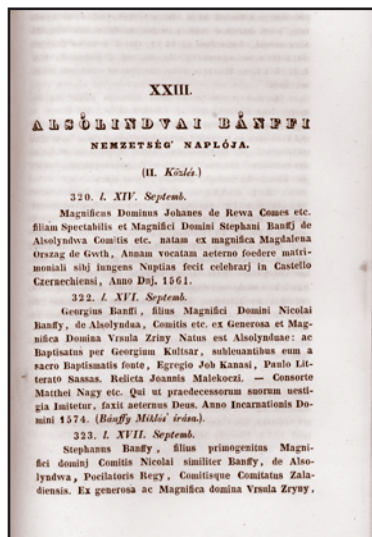 XXIII.
ALSÓLINDVAI BÁNFFI
NEMZETSÉG' NAPLÓJA.
(II. Közlés.)
320. l. XIV. Septemb.
Magnificus Dominus Johanes de Rewa Comes etc.
filiam Spectabilis et Magnifici Domini Stephani Banffj de
Alsolyndwa Comitis etc. natam ex magnifica Magdalena
Orszag de Gwth, Annam vocatam aeterno foedere matri-
moniali sibj iungens Nuptias fecit celebrarj in Castello
Czernechiensi, Anno Dnj. 1561.
322. l. XVI. Septemb.
Georgius Banffi, filius Magnifici Domini Nicolai
Banffy, de Alsolyndua, Comitis etc. ex Generosa et Mag-
nifica Domina Vrsula Zriny Natus est Alsolynduae: ac
Baptisatus per Georgium Kultsar, subleuantibus eum a
sacro Baptismatis fonte, Egregio Job Kanasi, Paulo Lit-
terato Sassas. Relicta Joannis Malekoczi. — Consorte
Matthei Nagy etc. Qui ut praedecessorum suorum uesti-
gia Imitetur, faxit aeternus Deus. Anno Incarnationis Do-
mini 1574. (Bánffy Miklós' írása.)
323. l. XVII. Septemb.
Stephanus Banffy, filius primogenitus Magni-
fici dominj Comitis Nicolai similiter Banffy, de Also-
lyndwa, Pocilatoris Regy, Comitisque Comitatus Zala-
diensis. Ex generosa ac Magnifica domina Vrsula Zryny,